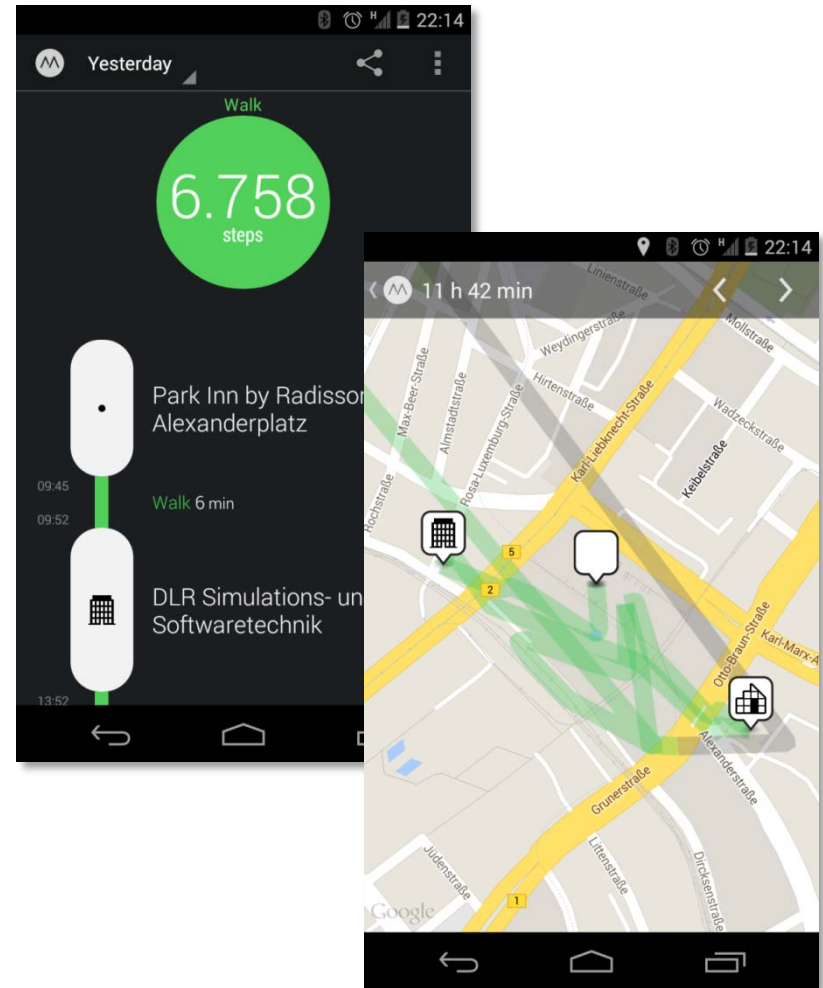 22:14
Yesterday
Walk
6.758
steps
Park Inn by Radisson
Alexanderplatz
09:45
Walk 6 min
09:52
DLR Simulations- un
Softwaretechnik
13:52
H
22:14
11 h 42 min
Linienstraße
Mollstraße
Weydingerstraße
Hirtenstraße
Max-Beer-Straße
Almstadtstraße
Rosa-Luxemburg-Straße
Karl-Liebknecht-Straße
Wadzeckstraße
Keibelstraße
Rochstraße
5
2
Otto-Braun-Straße
Karl-Marx-A
Alexanderstraße
Grunerstraße
Littenstraße
Jüdenstraße
Dircksenstraße
1
Google